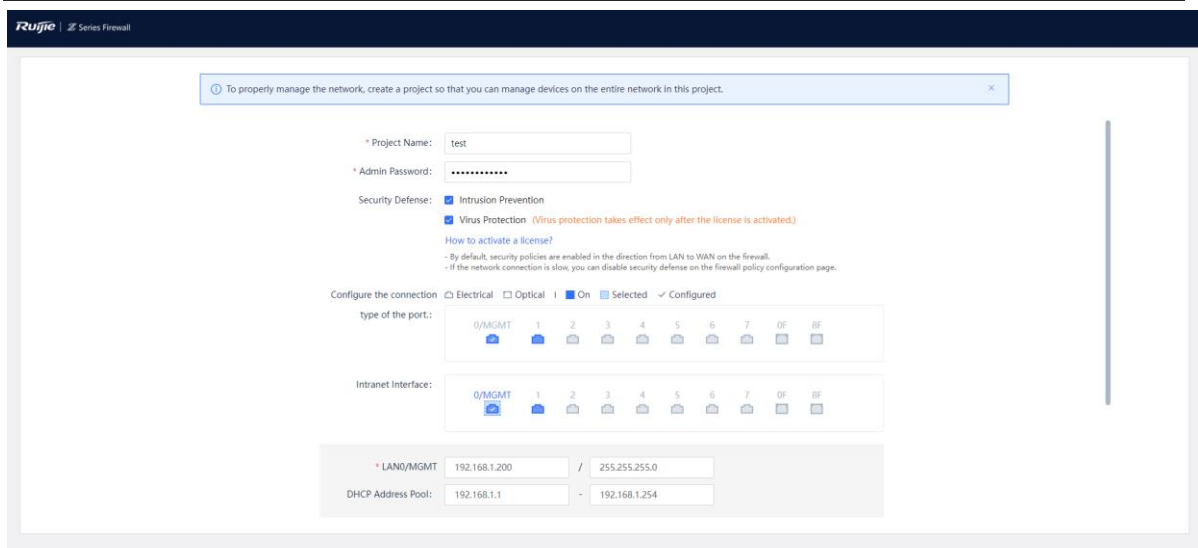 Ruijie | Z Series Firewall
To properly manage the network, create a project so that you can manage devices on the entire network in this project.
* Project Name: test
* Admin Password: ••••••••••••
Security Defense: Intrusion Prevention
Virus Protection (Virus protection takes effect only after the license is activated.)
How to activate a license?
- By default, security policies are enabled in the direction from LAN to WAN on the firewall.
- If the network connection is slow, you can disable security defense on the firewall policy configuration page.
Configure the connection Electrical Optical | On Selected Configured
type of the port.:
0/MGMT 1 2 3 4 5 6 7 0F 8F
Intranet Interface:
0/MGMT 1 2 3 4 5 6 7 0F 8F
* LAN0/MGMT 192.168.1.200 / 255.255.255.0
DHCP Address Pool: 192.168.1.1 - 192.168.1.254